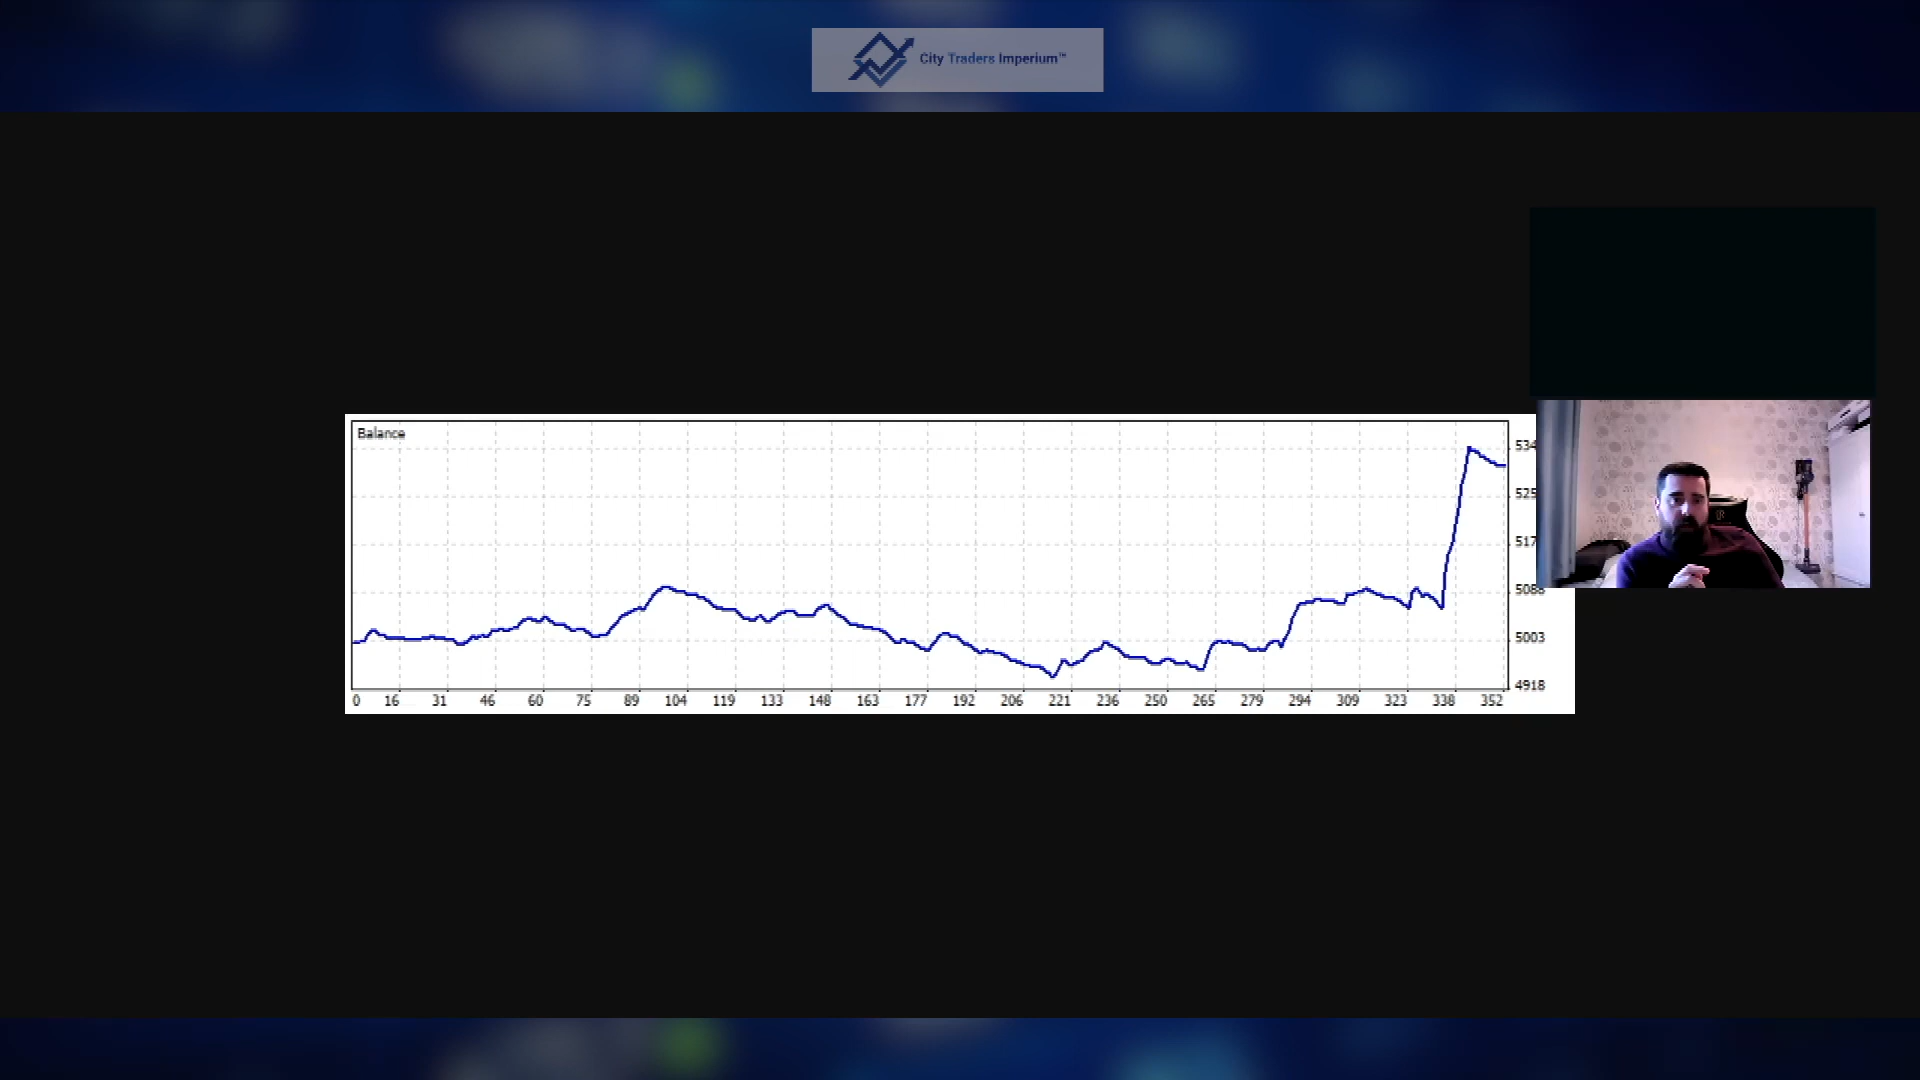 City Traders Imperium™
Balance
534
525
517
5088
5003
4918
0 16 31 46 60 75 89 104 119 133 148 163 177 192 206 221 236 250 265 279 294 309 323 338 352